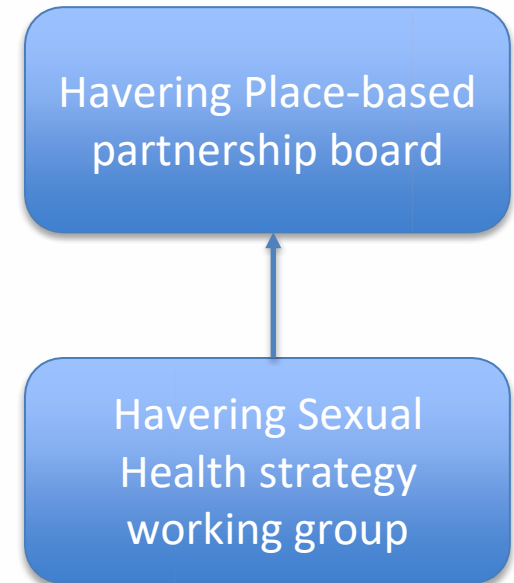 Havering Place-based
partnership board
Havering Sexual
Health strategy
working group